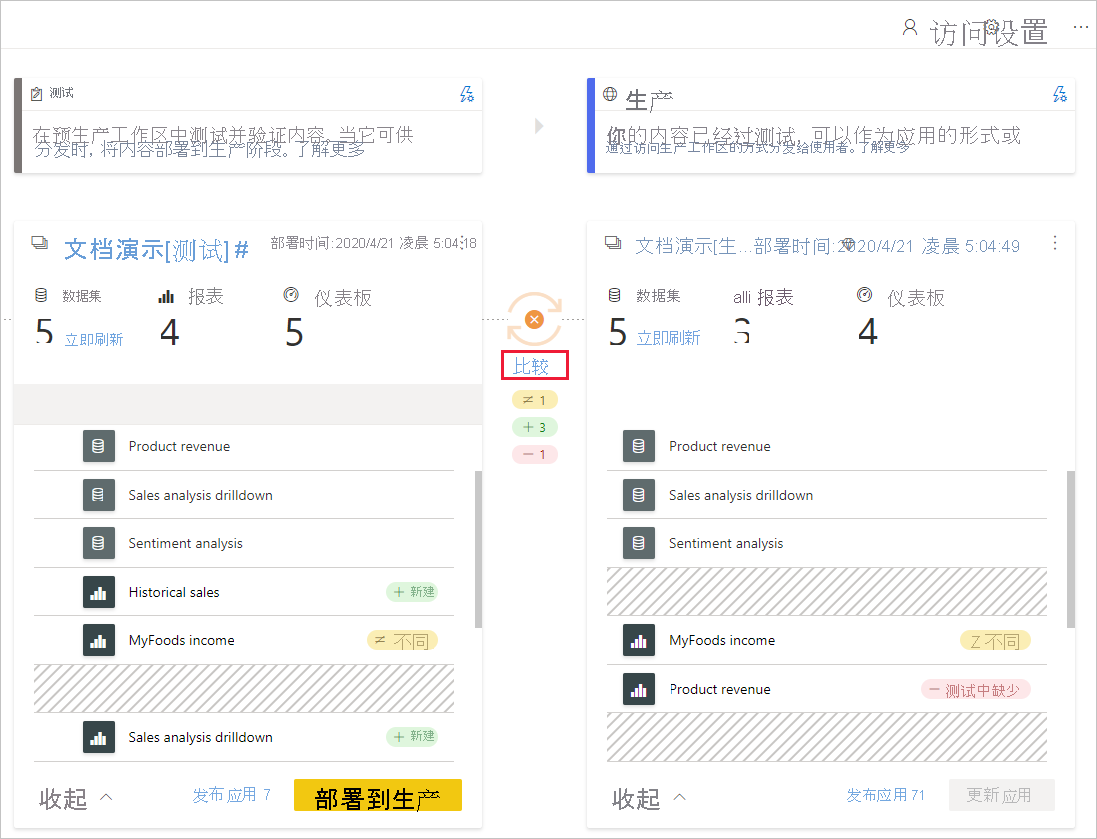 访问设置
测试
在预生产工作区中测试并验证内容。当它可供
分发时, 将内容部署到生产阶段。了解更多
生产
你的内容已经过测试, 可以作为应用的形式或
通过访问生产工作区的方式分发给使用者。了解更多
文档演示[测试] #
部署时间:2020/4/21 凌晨 5:04:18
数据集
报表
仪表板
5 立即刷新
4
5
比较
≠ 1
+ 3
− 1
Product revenue
Sales analysis drilldown
Sentiment analysis
Historical sales
+ 新建
MyFoods income
≠ 不同
Sales analysis drilldown
+ 新建
收起
发布应用 7
部署到生产
文档演示[生...部署时间:2020/4/21 凌晨 5:04:49
数据集
alli 报表
仪表板
5 立即刷新
3
4
Product revenue
Sales analysis drilldown
Sentiment analysis
MyFoods income
Z 不同
Product revenue
− 测试中缺少
收起
发布应用 71
更新应用